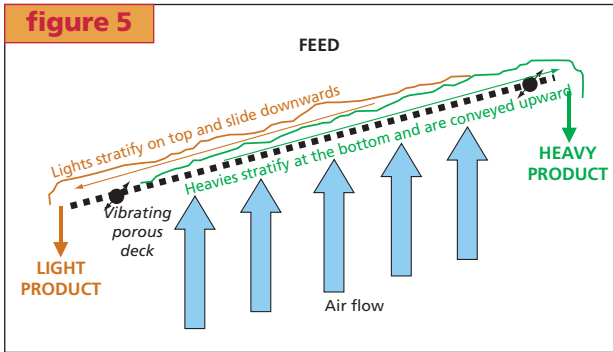 figure 5
FEED
Lights stratify on top and slide downwards
Heavies stratify at the bottom and are conveyed upward
HEAVY
PRODUCT
Vibrating
porous
deck
LIGHT
PRODUCT
Air flow